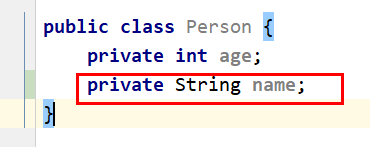 public class Person {
    private int age;
    private String name;
}